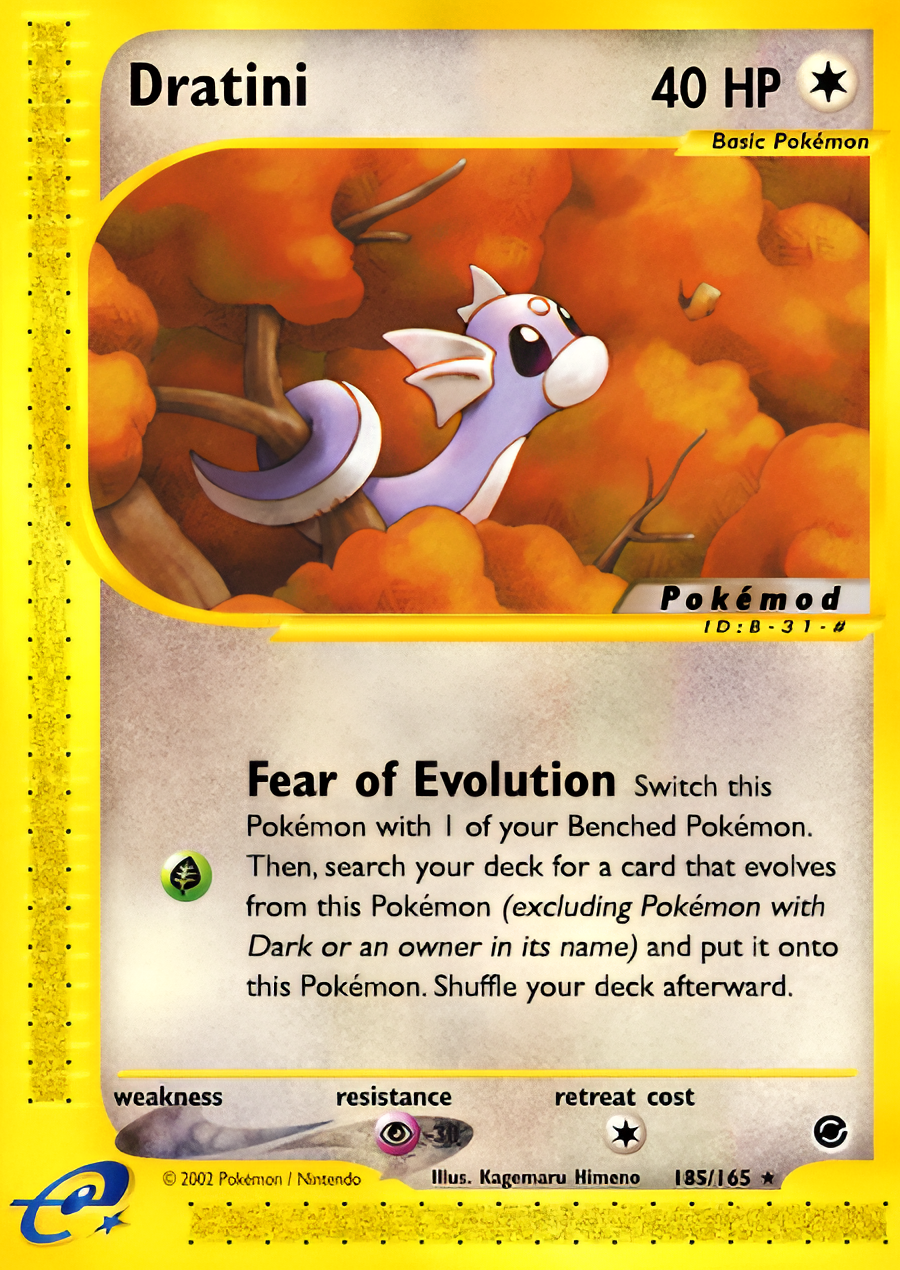 Dratini 40 HP
Basic Pokémon
Pokémod
ID:B-31-#
Fear of Evolution Switch this
Pokémon with 1 of your Benched Pokémon.
Then, search your deck for a card that evolves
from this Pokémon (excluding Pokémon with
Dark or an owner in its name) and put it onto
this Pokémon. Shuffle your deck afterward.
weakness resistance retreat cost
-30
© 2002 Pokémon / Nintendo Illus. Kagemaru Himeno 185/165 ★
e